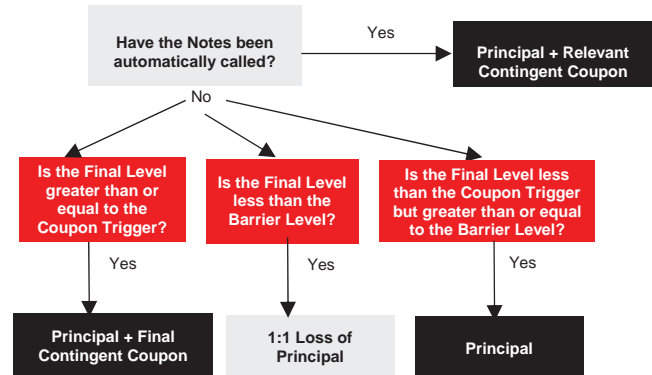 Have the Notes been
automatically called?
Yes
Principal + Relevant
Contingent Coupon
No
Is the Final Level
greater than or
equal to the
Coupon Trigger?
Is the Final Level
less than the
Barrier Level?
Is the Final Level less
than the Coupon Trigger
but greater than or equal
to the Barrier Level?
Yes
Yes
Yes
Principal + Final
Contingent Coupon
1:1 Loss of
Principal
Principal